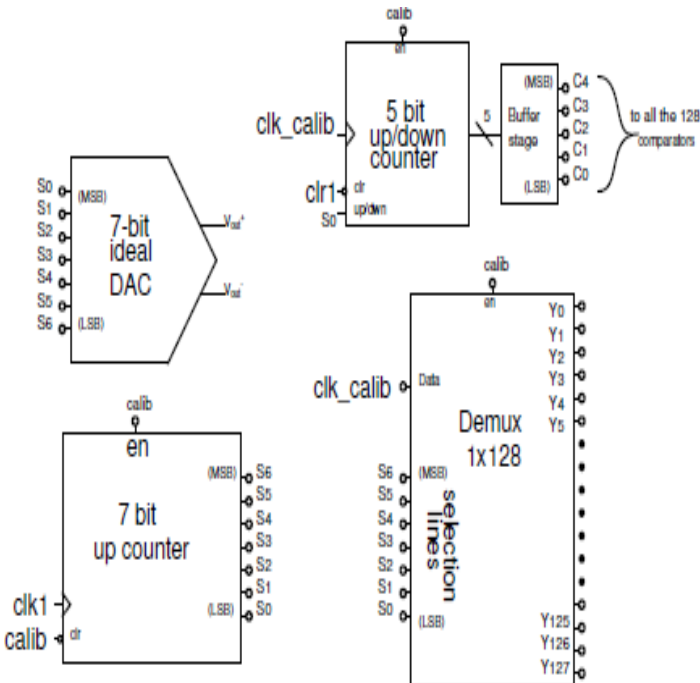 calib
en
5 bit
up/down
counter
clk_calib
clr1
clr
S0
up/dwn
5
Buffer
stage
(MSB)
(LSB)
C4
C3
C2
C1
C0
to all the 128
comparators
S0
S1
S2
S3
S4
S5
S6
(MSB)
7-bit
ideal
DAC
(LSB)
Vout+
Vout-
calib
en
clk_calib
Data
Demux
1x128
S6
S5
S4
S3
S2
S1
S0
(MSB)
selection
lines
(LSB)
Y0
Y1
Y2
Y3
Y4
Y5
Y125
Y126
Y127
calib
en
7 bit
up counter
clk1
calib
clr
(MSB)
(LSB)
S6
S5
S4
S3
S2
S1
S0